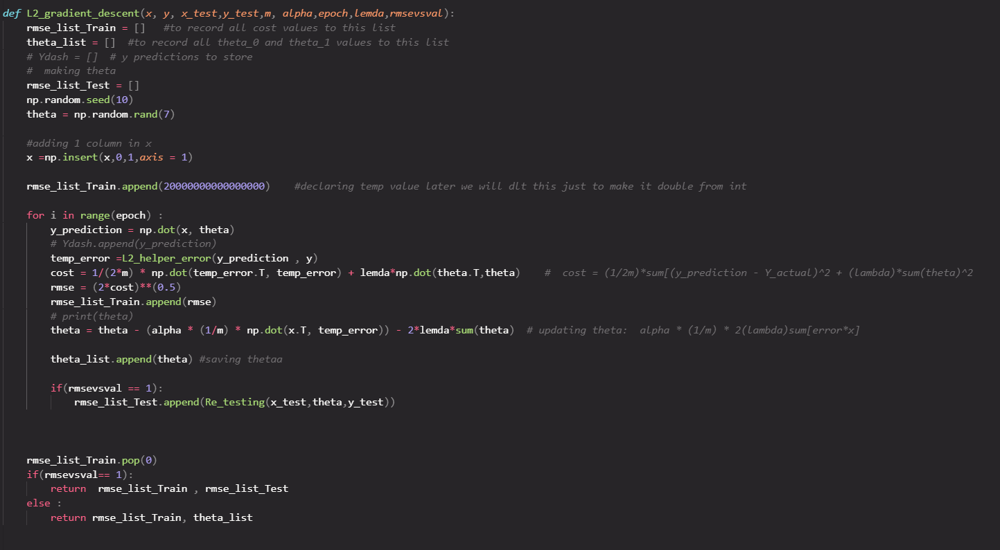 def L2_gradient_descent(x, y, x_test,y_test,m, alpha,epoch,lemda,rmsevsval):
    rmse_list_Train = []   #to record all cost values to this list
    theta_list = []  #to record all theta_0 and theta_1 values to this list
    # Ydash = []  # y predictions to store
    #  making theta
    rmse_list_Test = []
    np.random.seed(10)
    theta = np.random.rand(7)
    #adding 1 column in x
    x =np.insert(x,0,1,axis = 1)
    rmse_list_Train.append(20000000000000000)    #declaring temp value later we will dlt this just to make it double from int
    for i in range(epoch) :
        y_prediction = np.dot(x, theta)
        # Ydash.append(y_prediction)
        temp_error =L2_helper_error(y_prediction , y)
        cost = 1/(2*m) * np.dot(temp_error.T, temp_error) + lemda*np.dot(theta.T,theta)    #  cost = (1/2m)*sum[(y_prediction - Y_actual)^2 + (lambda)*sum(theta)^2
        rmse = (2*cost)**(0.5)
        rmse_list_Train.append(rmse)
        # print(theta)
        theta = theta - (alpha * (1/m) * np.dot(x.T, temp_error)) - 2*lemda*sum(theta)  # updating theta:  alpha * (1/m) * 2(lambda)sum[error*x]
        theta_list.append(theta) #saving thetaa
        if(rmsevsval == 1):
            rmse_list_Test.append(Re_testing(x_test,theta,y_test))
    rmse_list_Train.pop(0)
    if(rmsevsval== 1):
        return  rmse_list_Train , rmse_list_Test
    else :
        return rmse_list_Train, theta_list